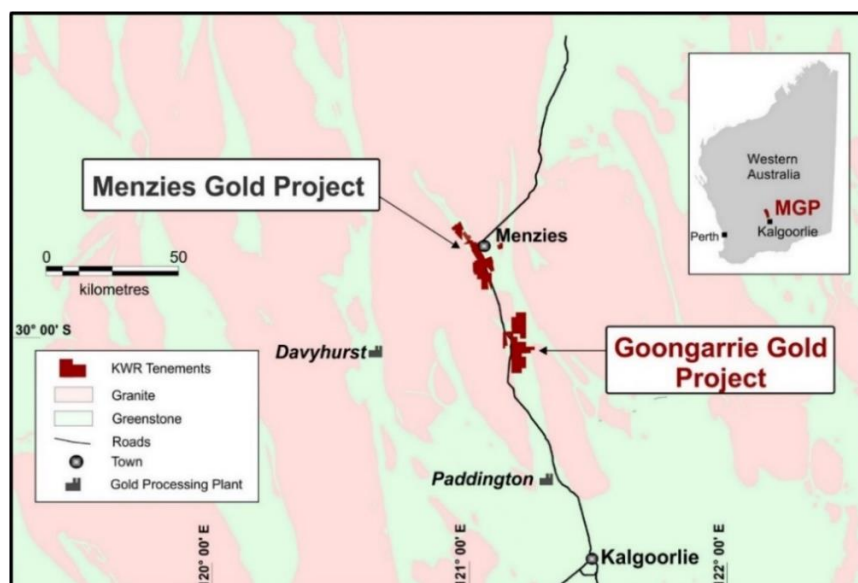 Western
Australia
MGP
Kalgoorlie
Perth
Menzies Gold Project
Menzies
0 50
kilometres
30° 00' S
Davyhurst
Goongarrie Gold
Project
KWR Tenements
Granite
Greenstone
Roads
Town
Gold Processing Plant
Paddington
Kalgoorlie
120° 00' E
121° 00' E
122° 00' E